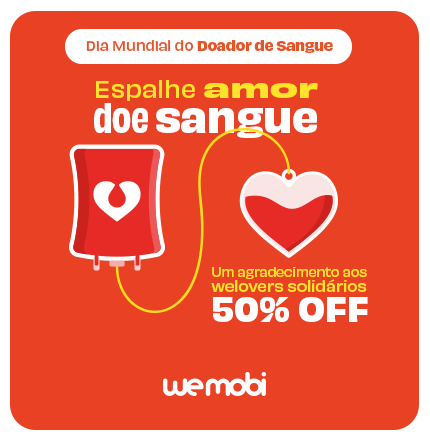 Dia Mundial do Doador de Sangue
Espalhe amor
doe sangue
Um agradecimento aos
welovers solidários
50% OFF
wemobi